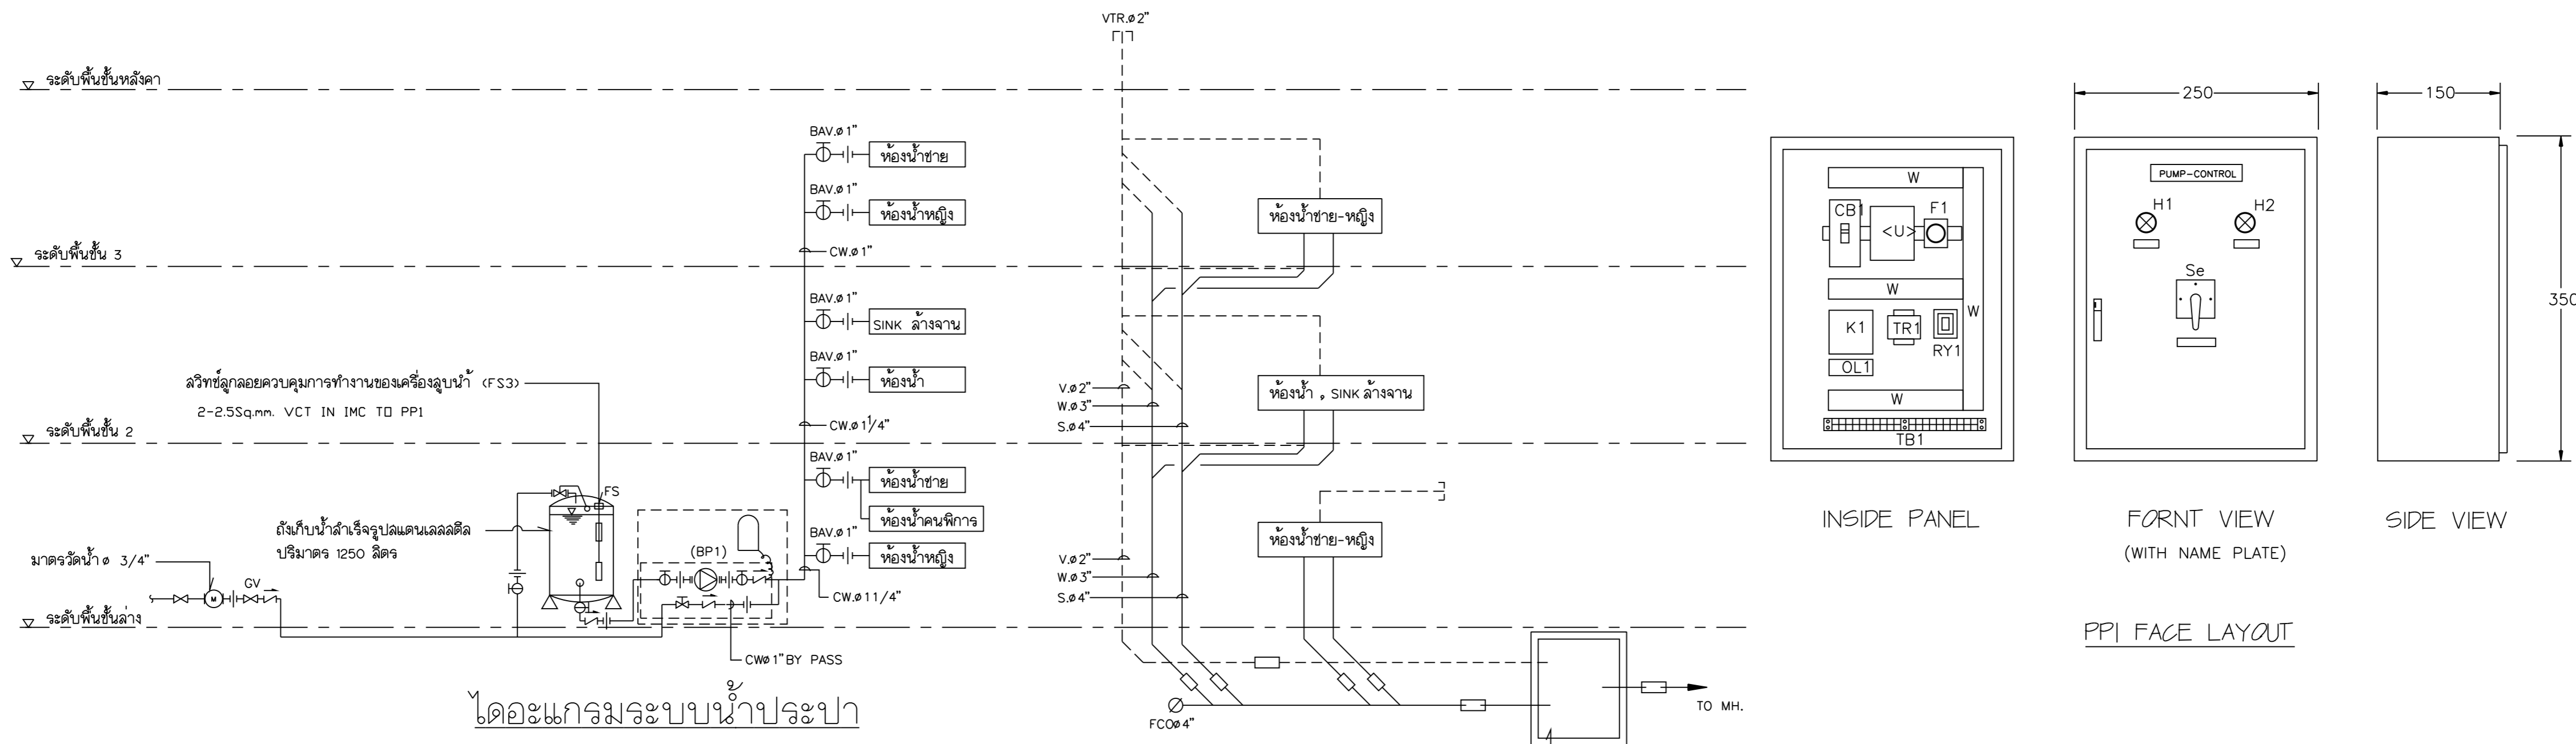 VTR.ø2"
ระดับพื้นชั้นหลังคา
BAV.ø1"
ห้องน้ำชาย
BAV.ø1"
ห้องน้ำหญิง
CW.ø1"
ระดับพื้นชั้น 3
BAV.ø1"
SINK ล้างจาน
BAV.ø1"
ห้องน้ำ
CW.ø1 1/4"
ระดับพื้นชั้น 2
สวิทช์ลูกลอยควบคุมการทำงานของเครื่องสูบน้ำ (FS3)
2-2.5Sq.mm. VCT IN IMC TO PP1
BAV.ø1"
ห้องน้ำชาย
ห้องน้ำคนพิการ
BAV.ø1"
ห้องน้ำหญิง
FS
ถังเก็บน้ำสำเร็จรูปสแตนเลสสตีล
ปริมาตร 1250 ลิตร
(BP1)
มาตรวัดน้ำø 3/4"
M
GV
CW.ø11/4"
ระดับพื้นชั้นล่าง
CWø1"BY PASS
ไดอะแกรมระบบน้ำประปา
ห้องน้ำชาย-หญิง
V.ø2"
W.ø3"
S.ø4"
ห้องน้ำ , SINK ล้างจาน
V.ø2"
W.ø3"
S.ø4"
ห้องน้ำชาย-หญิง
FCOø4"
TO MH.
W
CB1
<U>
F1
W
W
K1
TR1
RY1
OL1
W
TB1
INSIDE PANEL
250
PUMP-CONTROL
H1
H2
Se
FORNT VIEW
(WITH NAME PLATE)
150
350
SIDE VIEW
PP1 FACE LAYOUT